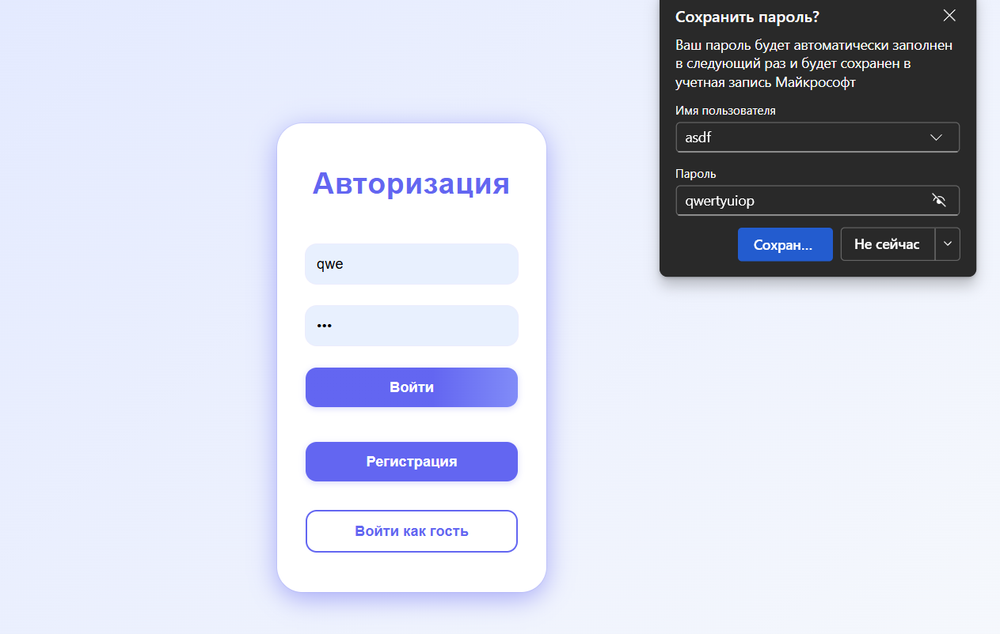 Сохранить пароль?
Ваш пароль будет автоматически заполнен
в следующий раз и будет сохранен в
учетная запись Майкрософт
Имя пользователя
asdf
Пароль
qwertyuiop
Сохран...
Не сейчас
Авторизация
qwe
•••
Войти
Регистрация
Войти как гость